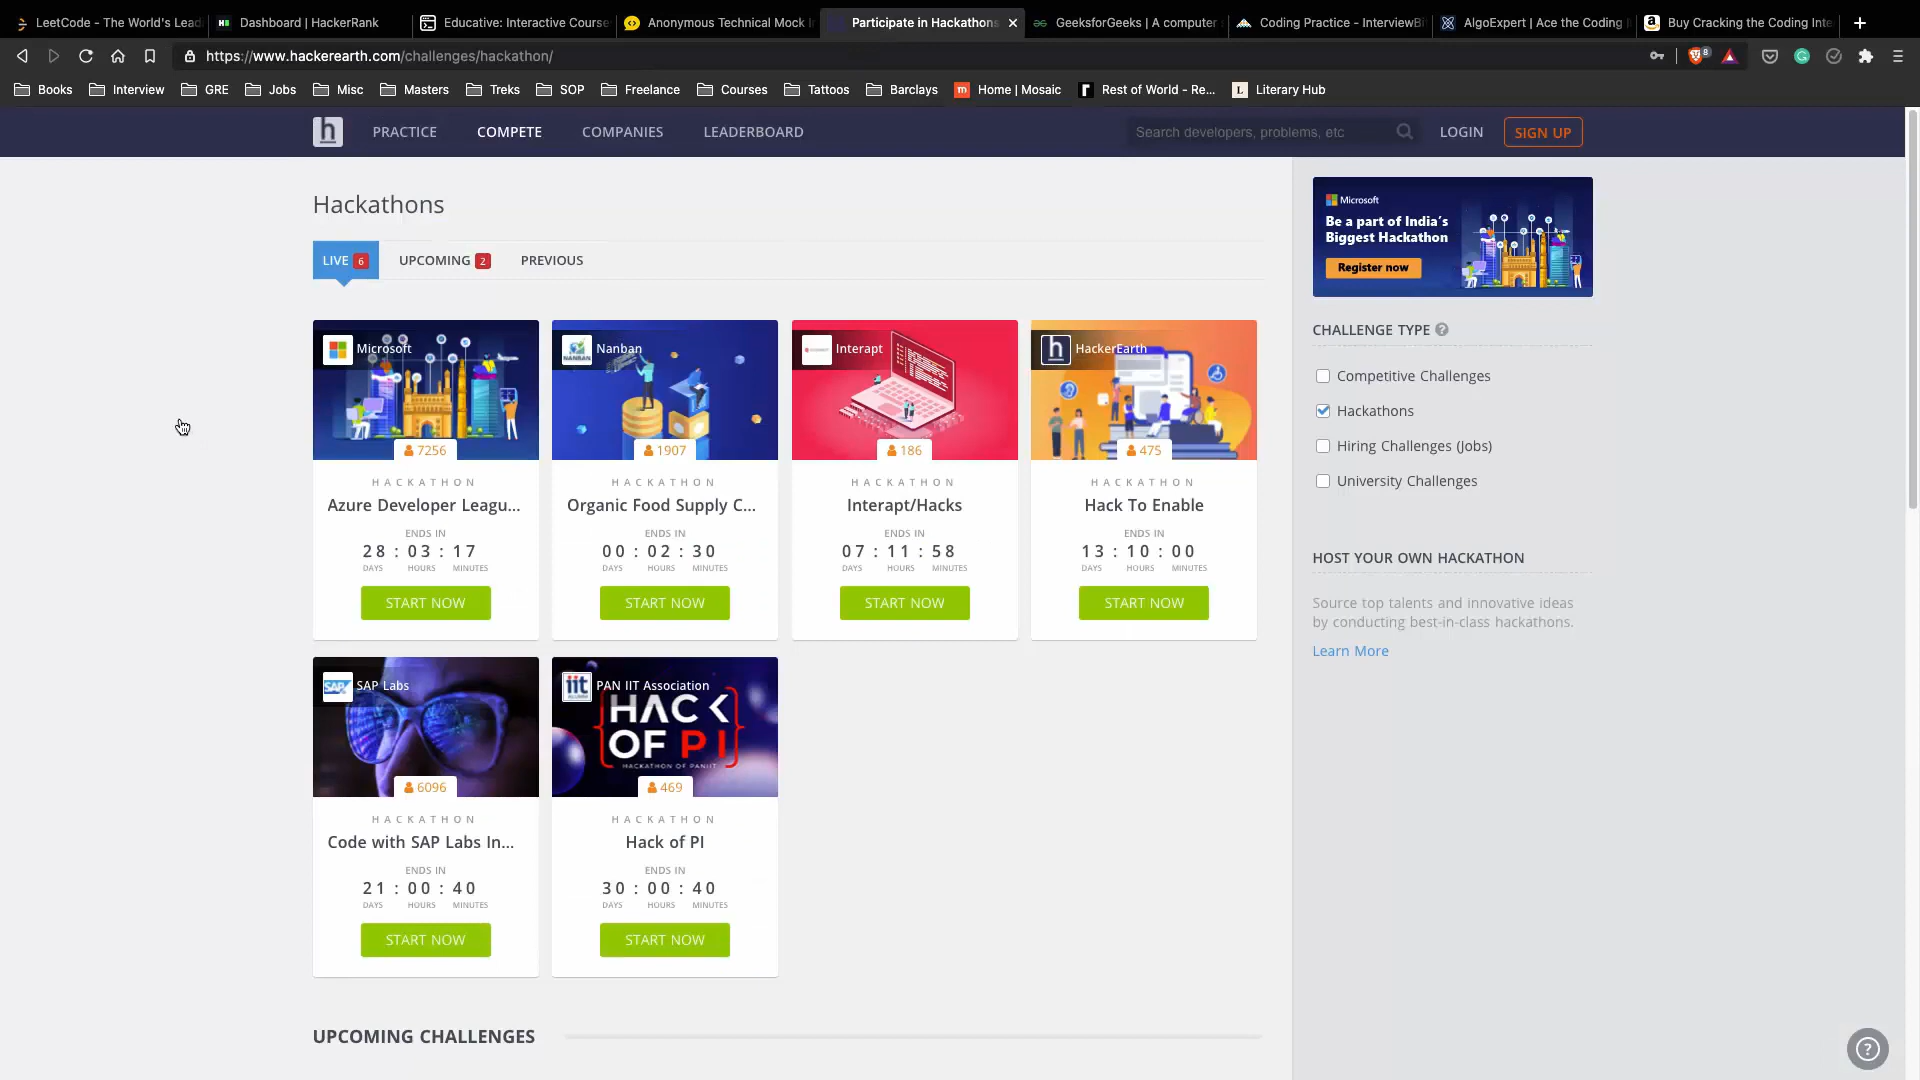 LeetCode - The World's Lead
Dashboard | HackerRank
Educative: Interactive Course
Anonymous Technical Mock I
Participate in Hackathons
GeeksforGeeks | A computer
Coding Practice - InterviewBi
AlgoExpert | Ace the Coding I
Buy Cracking the Coding Inte
https://www.hackerearth.com/challenges/hackathon/
8
Books
Interview
GRE
Jobs
Misc
Masters
Treks
SOP
Freelance
Courses
Tattoos
Barclays
m Home | Mosaic
r Rest of World - Re...
L Literary Hub
h
PRACTICE
COMPETE
COMPANIES
LEADERBOARD
Search developers, problems, etc
LOGIN
SIGN UP
Hackathons
LIVE 6
UPCOMING 2
PREVIOUS
Microsoft
7256
HACKATHON
Azure Developer Leagu...
ENDS IN
28 : 03 : 17
DAYS HOURS MINUTES
START NOW
NANBAN
Nanban
1907
HACKATHON
Organic Food Supply C...
ENDS IN
00 : 02 : 30
DAYS HOURS MINUTES
START NOW
Interapt
186
HACKATHON
Interapt/Hacks
ENDS IN
07 : 11 : 58
DAYS HOURS MINUTES
START NOW
h HackerEarth
475
HACKATHON
Hack To Enable
ENDS IN
13 : 10 : 00
DAYS HOURS MINUTES
START NOW
SAP SAP Labs
6096
HACKATHON
Code with SAP Labs In...
ENDS IN
21 : 00 : 40
DAYS HOURS MINUTES
START NOW
iit PAN IIT Association
HACK
OF PI
HACKATHON OF PANIIT
469
HACKATHON
Hack of PI
ENDS IN
30 : 00 : 40
DAYS HOURS MINUTES
START NOW
UPCOMING CHALLENGES
Microsoft
Be a part of India's
Biggest Hackathon
Register now
CHALLENGE TYPE ?
Competitive Challenges
Hackathons
Hiring Challenges (Jobs)
University Challenges
HOST YOUR OWN HACKATHON
Source top talents and innovative ideas
by conducting best-in-class hackathons.
Learn More
?